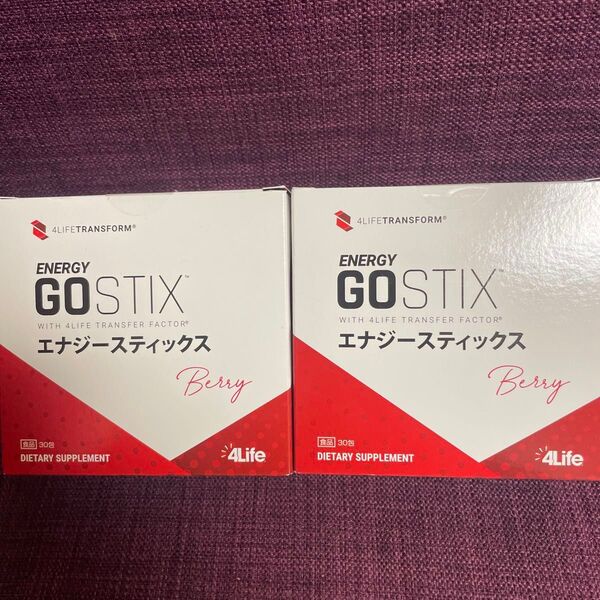 4LIFETRANSFORM®
ENERGY
GOSTIX™
WITH 4LIFE TRANSFER FACTOR®
エナジースティックス
Berry
食品 30包
DIETARY SUPPLEMENT
4Life
4LIFETRANSFORM®
ENERGY
GOSTIX™
WITH 4LIFE TRANSFER FACTOR®
エナジースティックス
Berry
食品 30包
DIETARY SUPPLEMENT
4Life